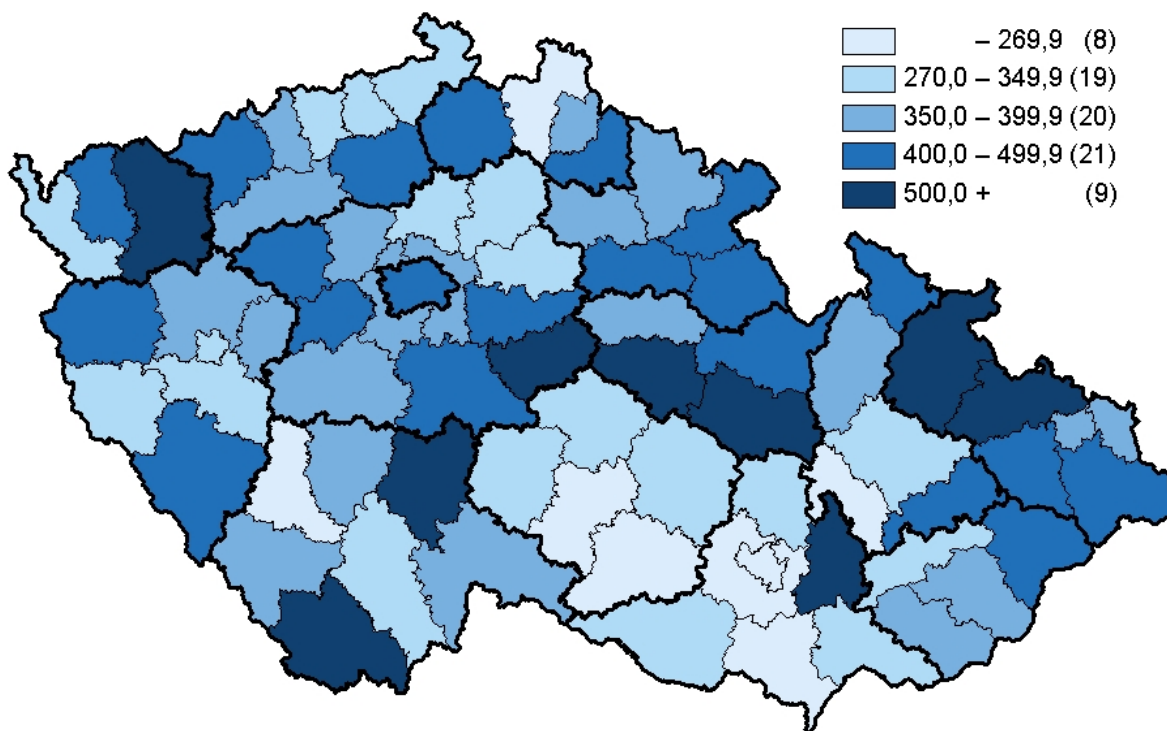 – 269,9 (8)
270,0 – 349,9 (19)
350,0 – 399,9 (20)
400,0 – 499,9 (21)
500,0 + (9)